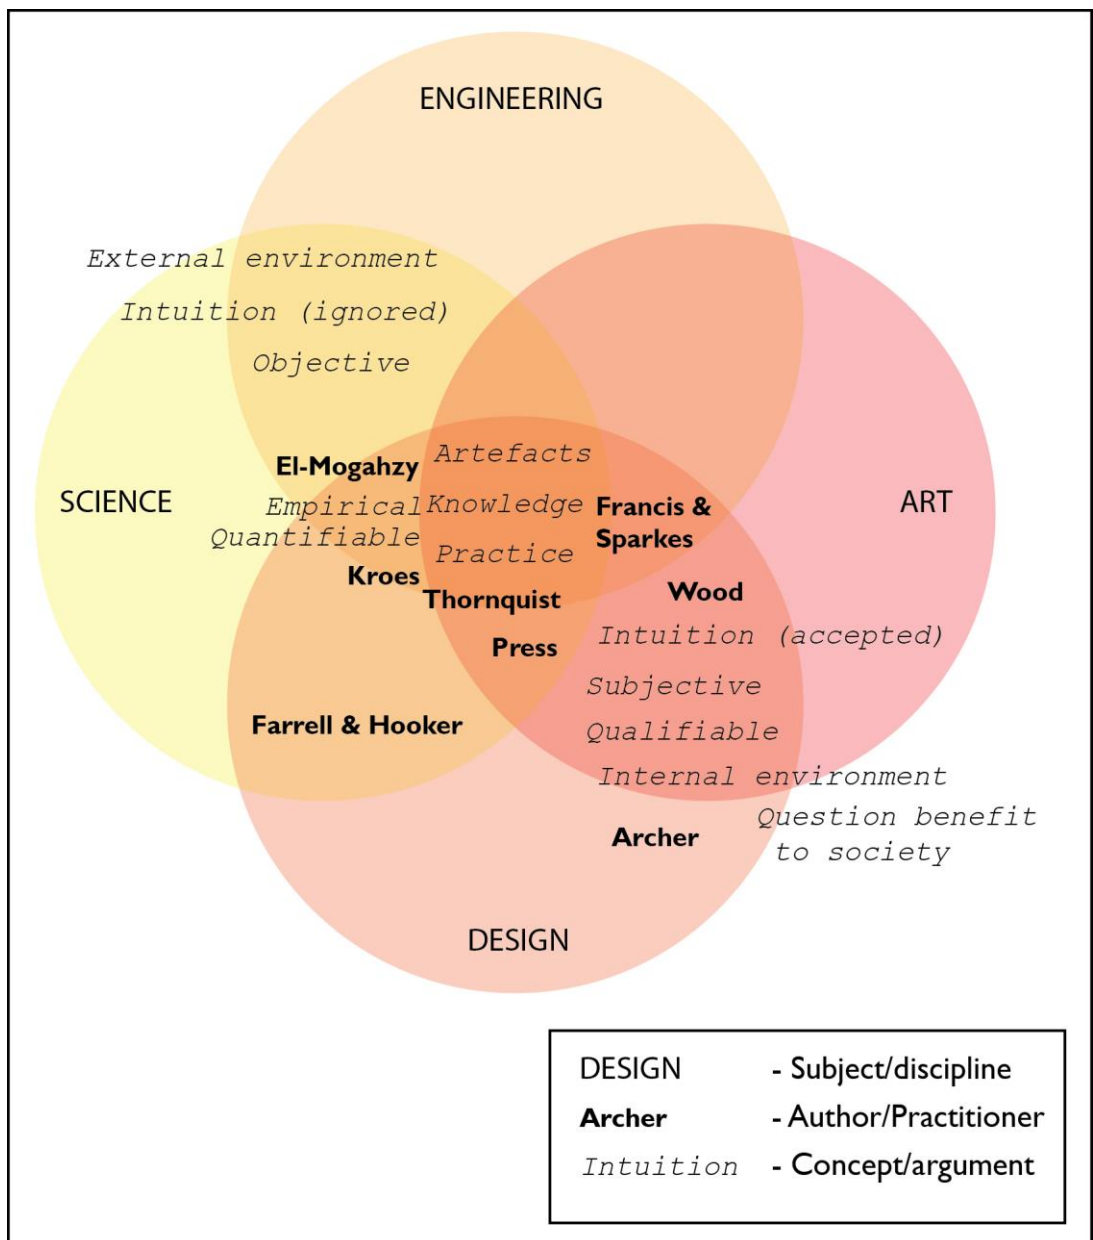 ENGINEERING
External environment
Intuition (ignored)
Objective
Artefacts
El-Mogahzy
SCIENCE
Empirical
Knowledge
Francis &
Sparkes
ART
Quantifiable
Practice
Kroes
Thornquist
Wood
Press
Intuition (accepted)
Subjective
Farrell & Hooker
Qualifiable
Internal environment
Question benefit
to society
Archer
DESIGN
DESIGN - Subject/discipline
Archer - Author/Practitioner
Intuition - Concept/argument